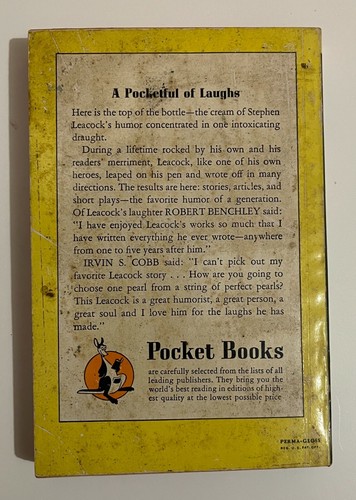 A Pocketful of Laughs
Here is the top of the bottle—the cream of Stephen
Leacock's humor concentrated in one intoxicating
draught.
During a lifetime rocked by his own and his
readers' merriment, Leacock, like one of his own
heroes, leaped on his pen and wrote off in many
directions. The results are here: stories, articles, and
short plays—the favorite humor of a generation.
Of Leacock's laughter ROBERT BENCHLEY said:
"I have enjoyed Leacock's works so much that I
have written everything he ever wrote—anywhere
from one to five years after him."
IRVIN S. COBB said: "I can't pick out my
favorite Leacock story . . . How are you going to
choose one pearl from a string of perfect pearls?
This Leacock is a great humorist, a great person, a
great soul and I love him for the laughs he has
made."
Pocket Books
are carefully selected from the lists of all
leading publishers. They bring you the
world's best reading in editions of high-
est quality at the lowest possible price
PERMA-GLOSS
REG. U. S. PAT. OFF.